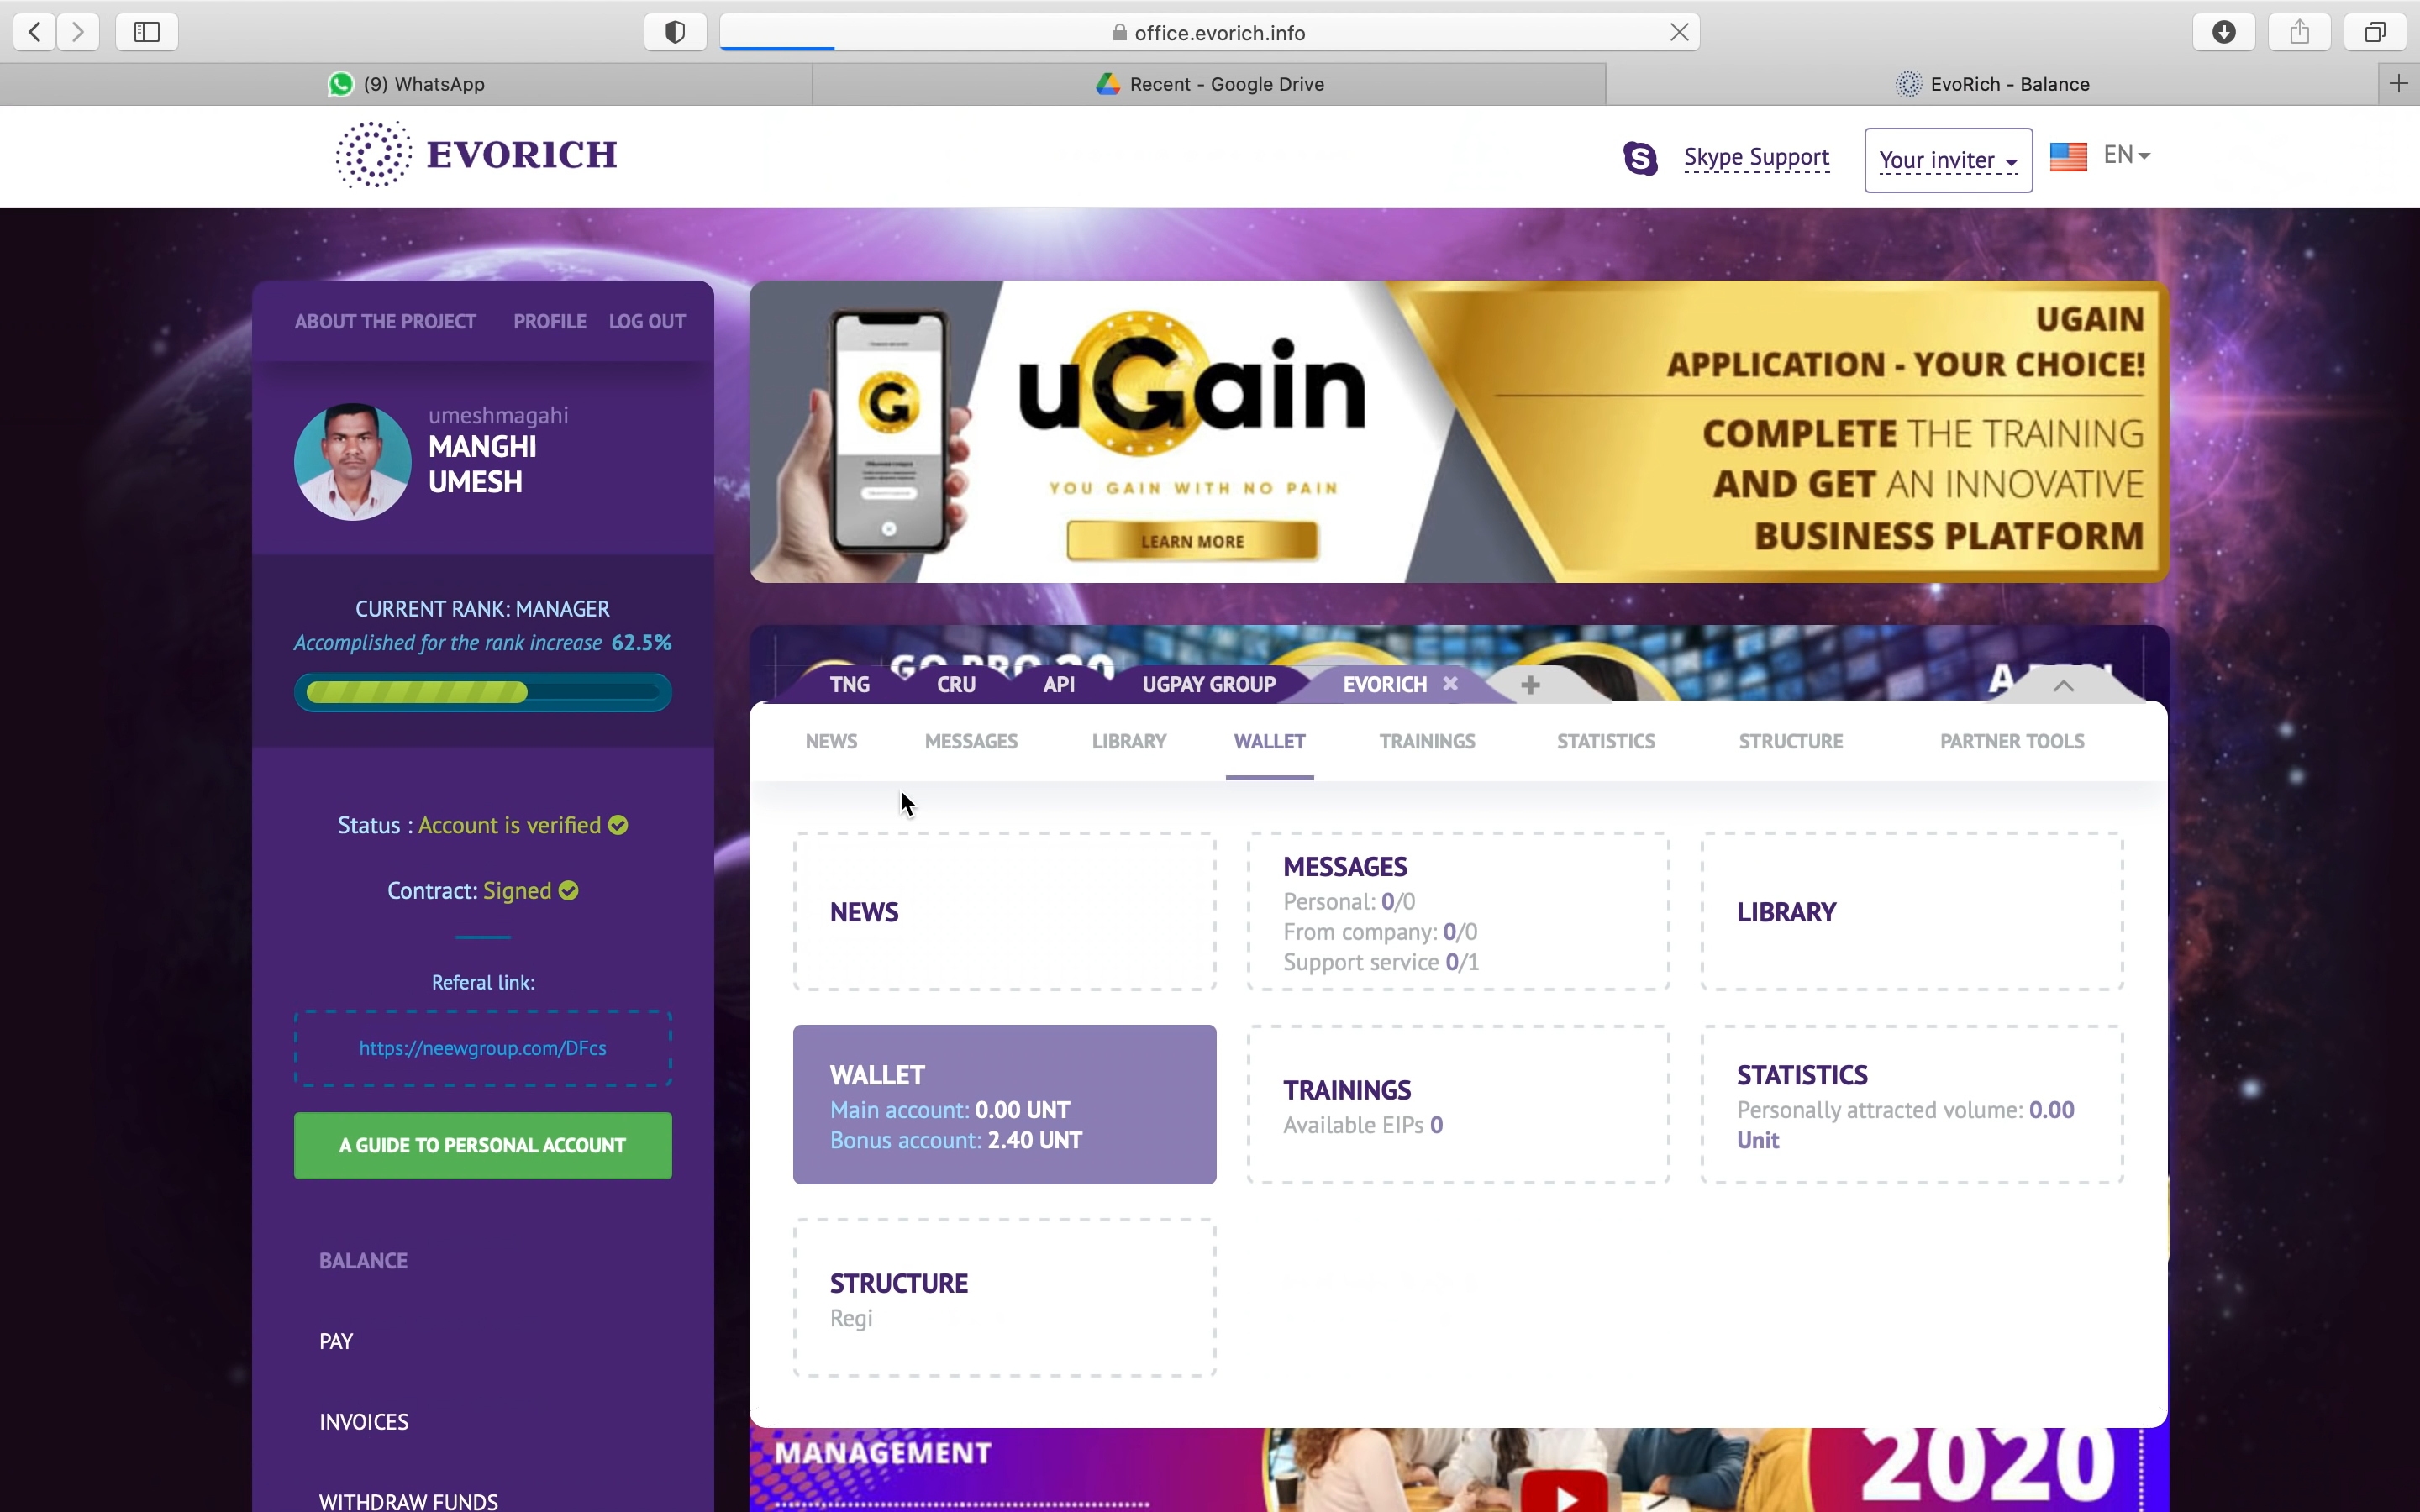 office.evorich.info
(9) WhatsApp
Recent - Google Drive
EvoRich - Balance
EVORICH
Skype Support
Your inviter
EN
ABOUT THE PROJECT
PROFILE
LOG OUT
umeshmagahi
MANGHI
UMESH
CURRENT RANK: MANAGER
Accomplished for the rank increase 62.5%
Status : Account is verified
Contract: Signed
Referal link:
https://neewgroup.com/DFcs
A GUIDE TO PERSONAL ACCOUNT
BALANCE
PAY
INVOICES
WITHDRAW FUNDS
G
uGain
YOU GAIN WITH NO PAIN
LEARN MORE
UGAIN
APPLICATION - YOUR CHOICE!
COMPLETE THE TRAINING
AND GET AN INNOVATIVE
BUSINESS PLATFORM
GO PRO 20
TNG
CRU
API
UGPAY GROUP
EVORICH
NEWS
MESSAGES
LIBRARY
WALLET
TRAININGS
STATISTICS
STRUCTURE
PARTNER TOOLS
NEWS
MESSAGES
Personal: 0/0
From company: 0/0
Support service 0/1
LIBRARY
WALLET
Main account: 0.00 UNT
Bonus account: 2.40 UNT
TRAININGS
Available EIPs 0
STATISTICS
Personally attracted volume: 0.00
Unit
STRUCTURE
Regi
MANAGEMENT
2020